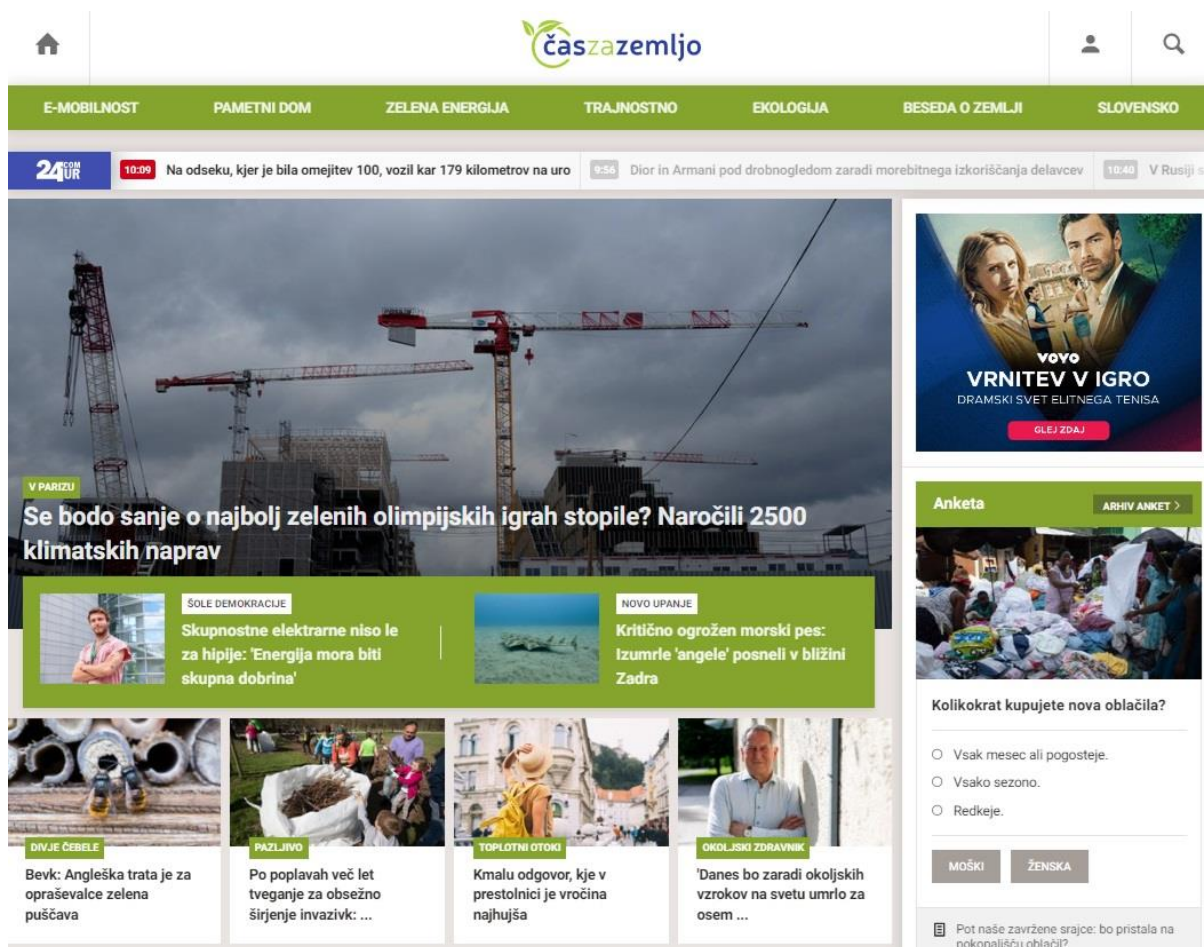 časzazemljo
E-MOBILNOST
PAMETNI DOM
ZELENA ENERGIJA
TRAJNOSTNO
EKOLOGIJA
BESEDA O ZEMLJI
SLOVENSKO
24UR COM
10:09 Na odseku, kjer je bila omejitev 100, vozil kar 179 kilometrov na uro
9:56 Dior in Armani pod drobnogledom zaradi morebitnega izkoriščanja delavcev
10:40 V Rusiji s
V PARIZU
Se bodo sanje o najbolj zelenih olimpijskih igrah stopile? Naročili 2500
klimatskih naprav
ŠOLE DEMOKRACIJE
Skupnostne elektrarne niso le
za hipije: 'Energija mora biti
skupna dobrina'
NOVO UPANJE
Kritično ogrožen morski pes:
Izumrle 'angele' posneli v bližini
Zadra
DIVJE ČEBELE
Bevk: Angleška trata je za
opraševalce zelena
puščava
PAZLJIVO
Po poplavah več let
tveganje za obsežno
širjenje invazivk: ...
TOPLOTNI OTOKI
Kmalu odgovor, kje v
prestolnici je vročina
najhujša
OKOLJSKI ZDRAVNIK
'Danes bo zaradi okoljskih
vzrokov na svetu umrlo za
osem ...
VOYO
VRNITEV V IGRO
DRAMSKI SVET ELITNEGA TENISA
GLEJ ZDAJ
Anketa
ARHIV ANKET >
Kolikokrat kupujete nova oblačila?
Vsak mesec ali pogosteje.
Vsako sezono.
Redkeje.
MOŠKI
ŽENSKA
Pot naše zavržene srajce: bo pristala na
pokopališču oblačil?